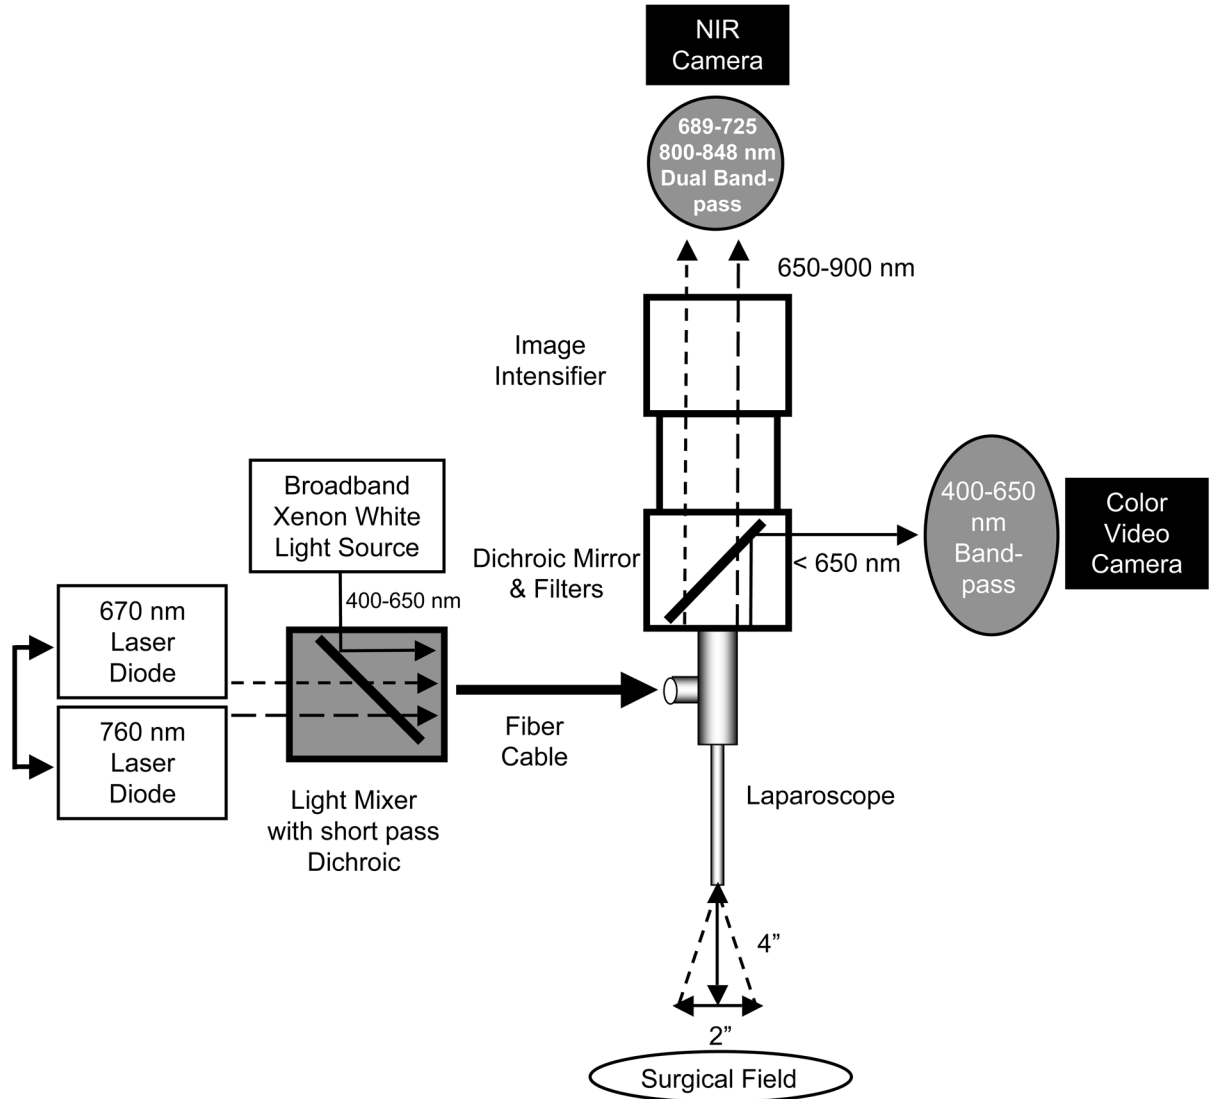 NIR
Camera
689-725
800-848 nm
Dual Band-
pass
650-900 nm
Image
Intensifier
Broadband
Xenon White
Light Source
400-650 nm
670 nm
Laser
Diode
760 nm
Laser
Diode
Light Mixer
with short pass
Dichroic
Dichroic Mirror
& Filters
< 650 nm
400-650
nm
Band-
pass
Color
Video
Camera
Fiber
Cable
Laparoscope
4”
2”
Surgical Field